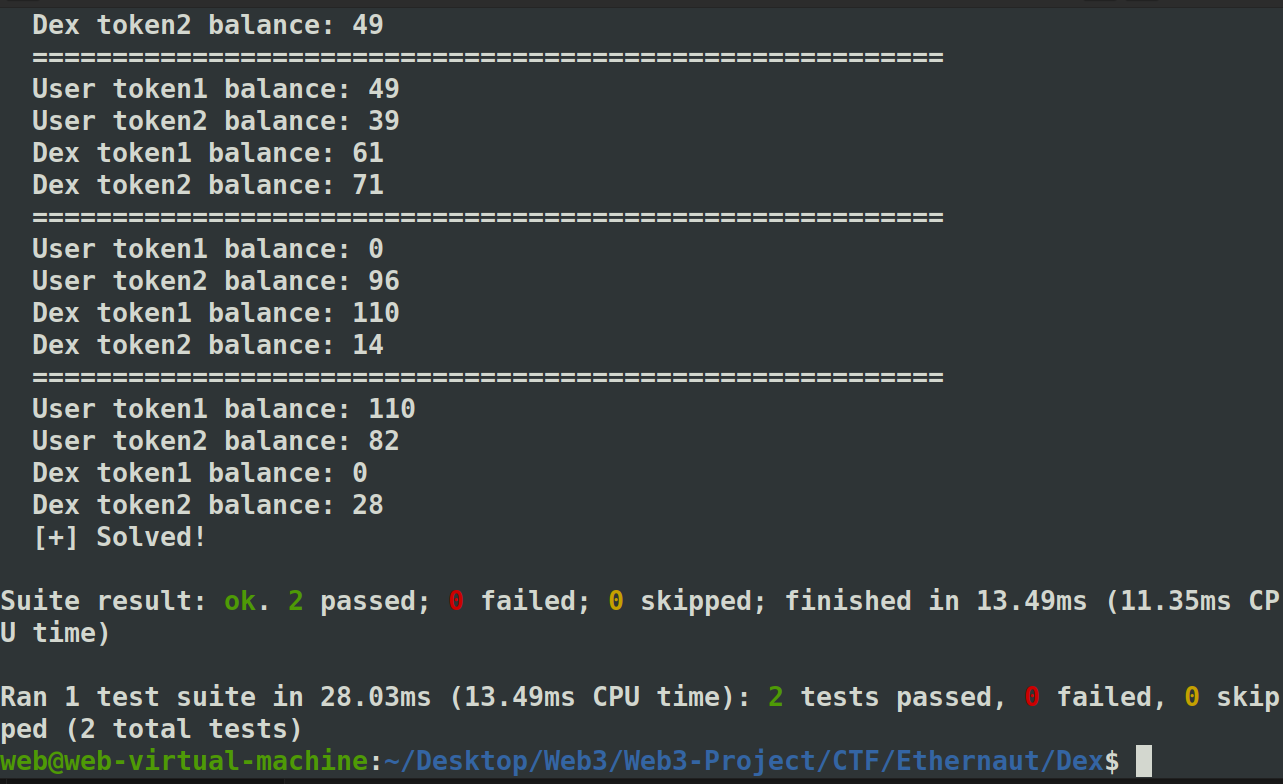 Dex token2 balance: 49
=========================================================
User token1 balance: 49
User token2 balance: 39
Dex token1 balance: 61
Dex token2 balance: 71
=========================================================
User token1 balance: 0
User token2 balance: 96
Dex token1 balance: 110
Dex token2 balance: 14
=========================================================
User token1 balance: 110
User token2 balance: 82
Dex token1 balance: 0
Dex token2 balance: 28
[+] Solved!
Suite result: ok. 2 passed; 0 failed; 0 skipped; finished in 13.49ms (11.35ms CP
U time)
Ran 1 test suite in 28.03ms (13.49ms CPU time): 2 tests passed, 0 failed, 0 skip
ped (2 total tests)
web@web-virtual-machine:~/Desktop/Web3/Web3-Project/CTF/Ethernaut/Dex$